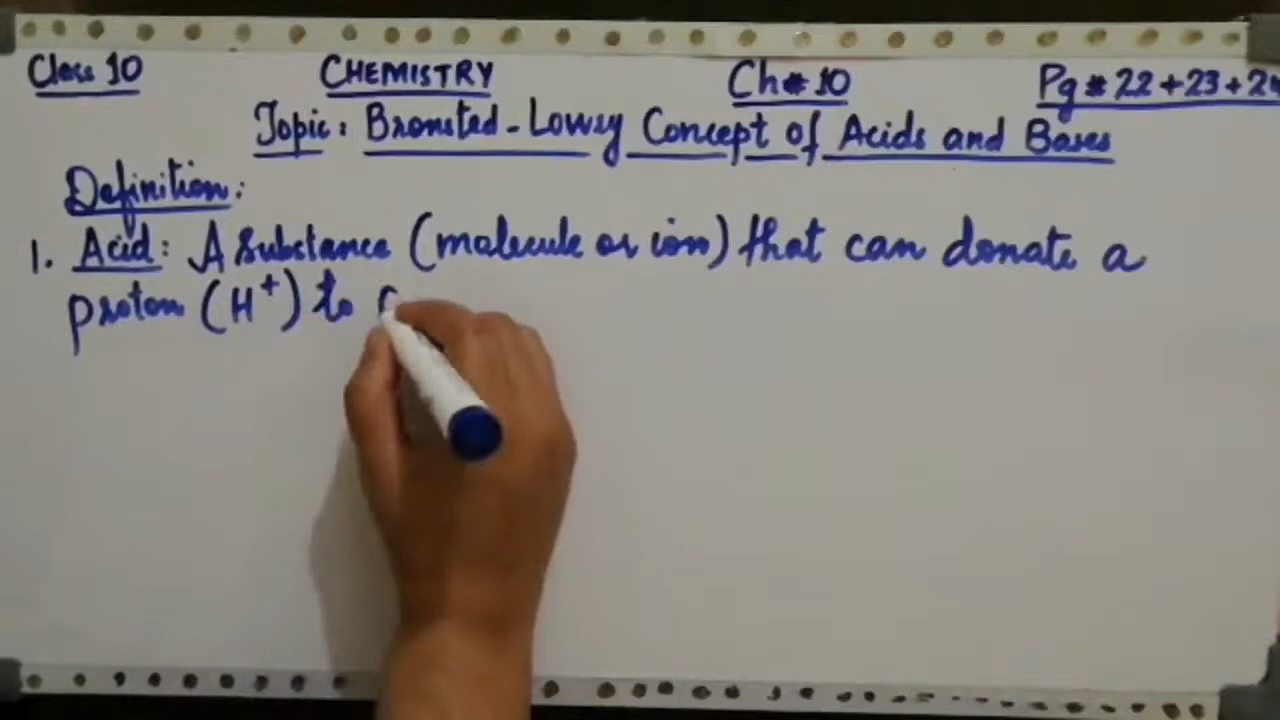 Class 10 CHEMISTRY Ch # 10 Pg # 22 + 23 + 24
Topic: Bronsted-Lowry Concept of Acids and Bases
Definition:
1. Acid: A Substance (molecule or ion) that can donate a
proton (H⁺) to